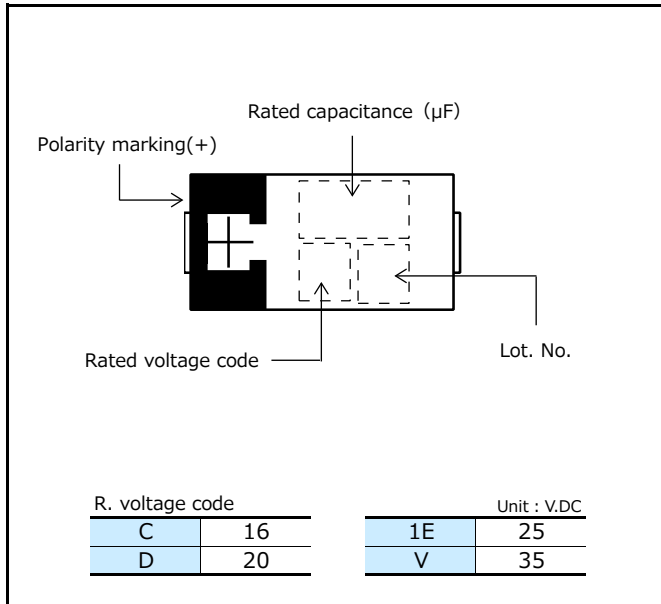 Rated capacitance (μF)
Polarity marking(+)
Rated voltage code
Lot. No.
R. voltage code
Unit : V.DC
C 16 1E 25
D 20 V 35